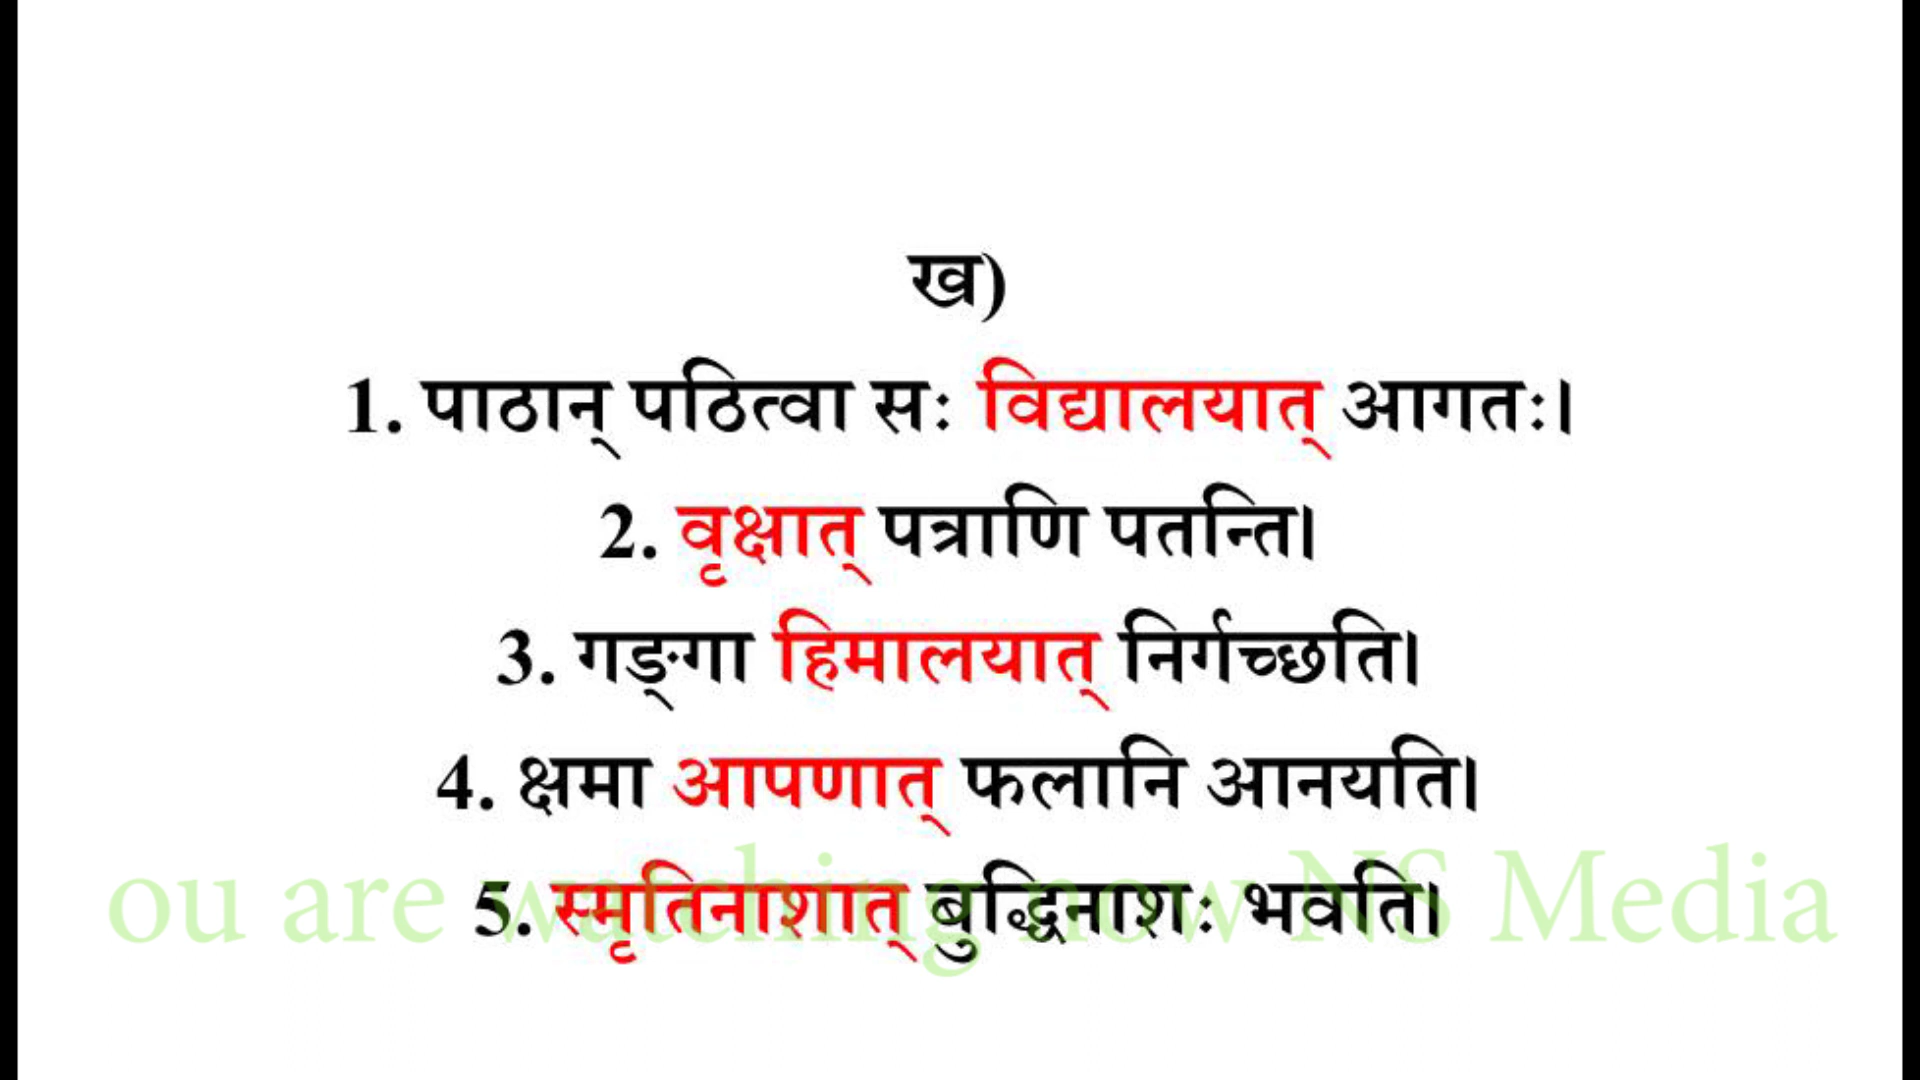 ख)
1. पाठान् पठित्वा सः विद्यालयात् आगतः।
2. वृक्षात् पत्राणि पतन्ति।
3. गङ्गा हिमालयात् निर्गच्छति।
4. क्षमा आपणात् फलानि आनयति।
5. स्मृतिनाशात् बुद्धिनाशः भवति।
ou are watching now NS Media